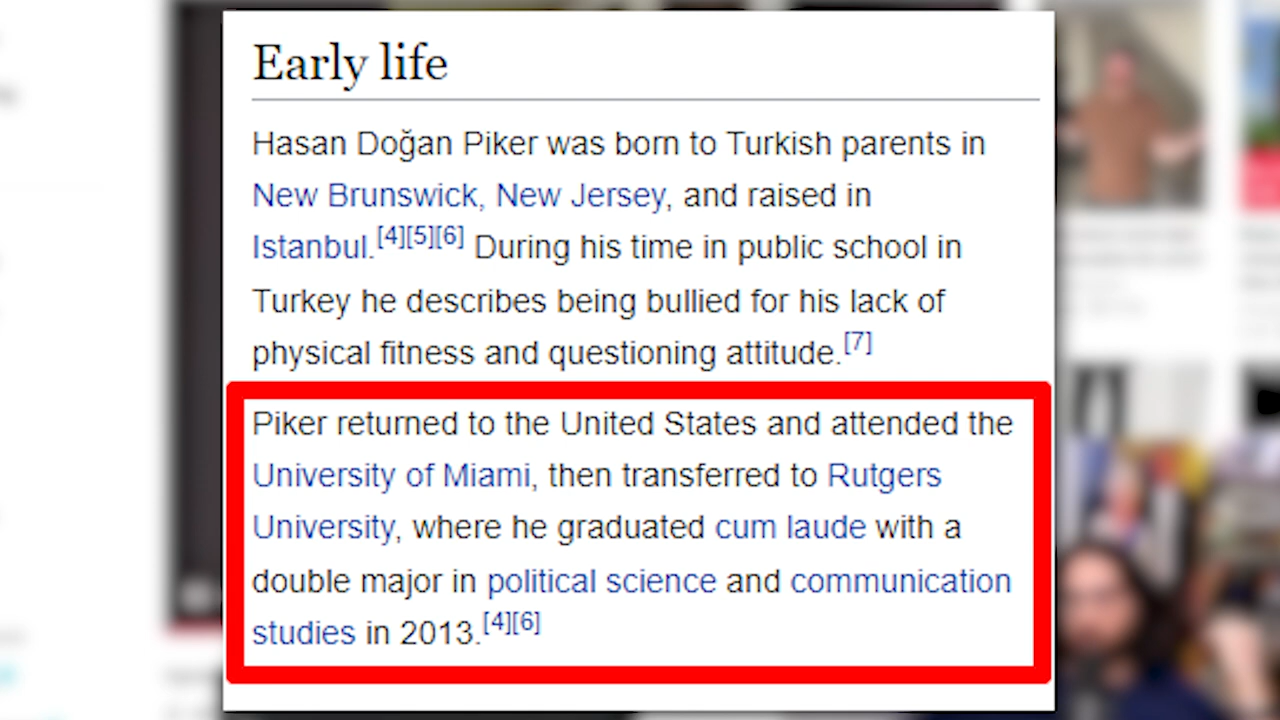 Early life
Hasan Doğan Piker was born to Turkish parents in
New Brunswick, New Jersey, and raised in
Istanbul.[4][5][6] During his time in public school in
Turkey he describes being bullied for his lack of
physical fitness and questioning attitude.[7]
Piker returned to the United States and attended the
University of Miami, then transferred to Rutgers
University, where he graduated cum laude with a
double major in political science and communication
studies in 2013.[4][6]